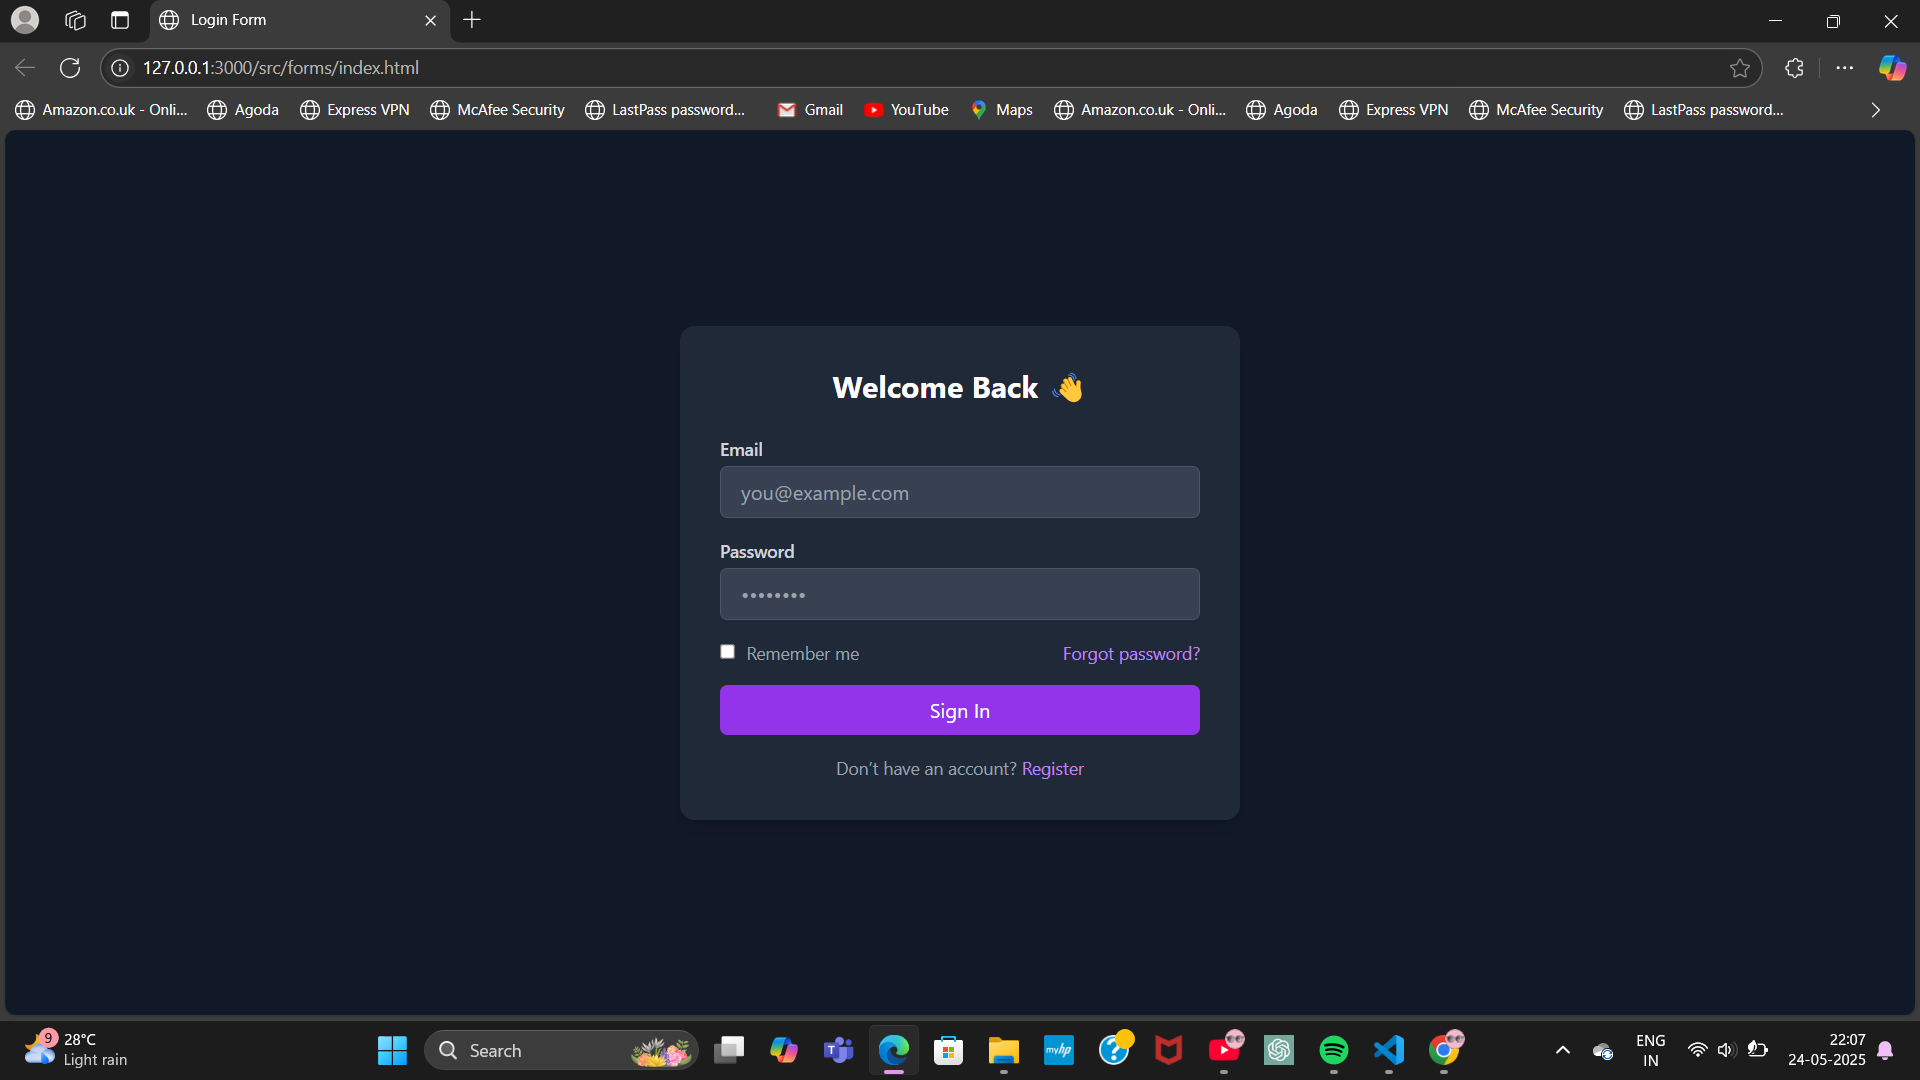 Login Form
127.0.0.1:3000/src/forms/index.html
Amazon.co.uk - Onli... Agoda Express VPN McAfee Security LastPass password... Gmail YouTube Maps Amazon.co.uk - Onli... Agoda Express VPN McAfee Security LastPass password...
Welcome Back 👋
Email
you@example.com
Password
••••••••
Remember me Forgot password?
Sign In
Don't have an account? Register
9 28°C
Light rain
Search
myhp
ENG
IN
22:07
24-05-2025